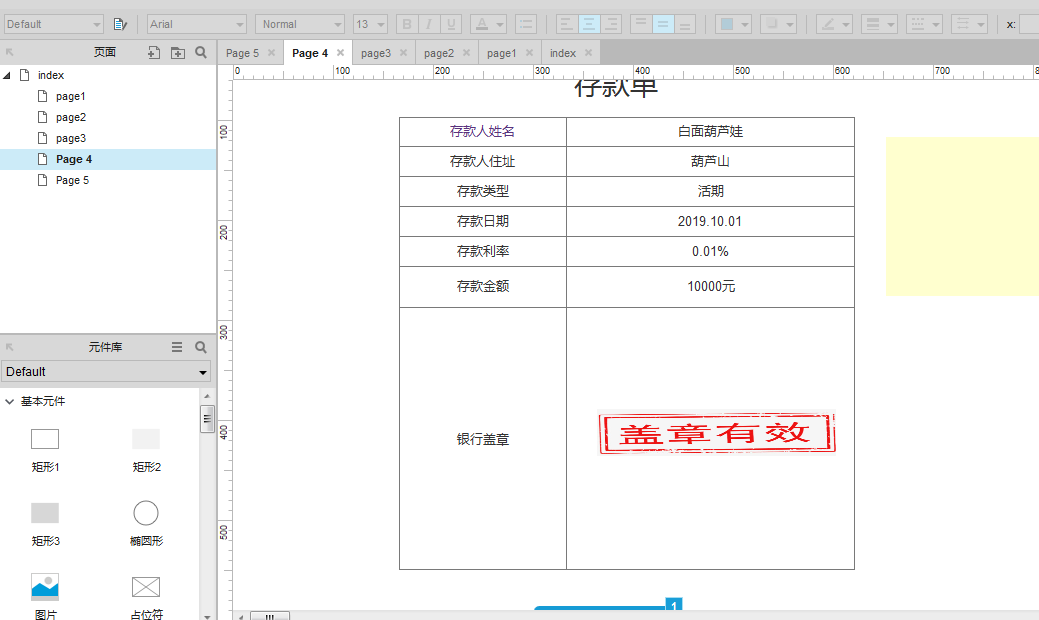 Default Arial Normal 13 B I U A x:
页面 Page 5 Page 4 page3 page2 page1 index
0 100 200 300 400 500 600 700 8
index
page1
page2
page3
Page 4
Page 5
100
200
300
400
500
存款单
存款人姓名 白面葫芦娃
存款人住址 葫芦山
存款类型 活期
存款日期 2019.10.01
存款利率 0.01%
存款金额 10000元
银行盖章 盖章有效
1
元件库
Default
基本元件
矩形1 矩形2
矩形3 椭圆形
图片 占位符